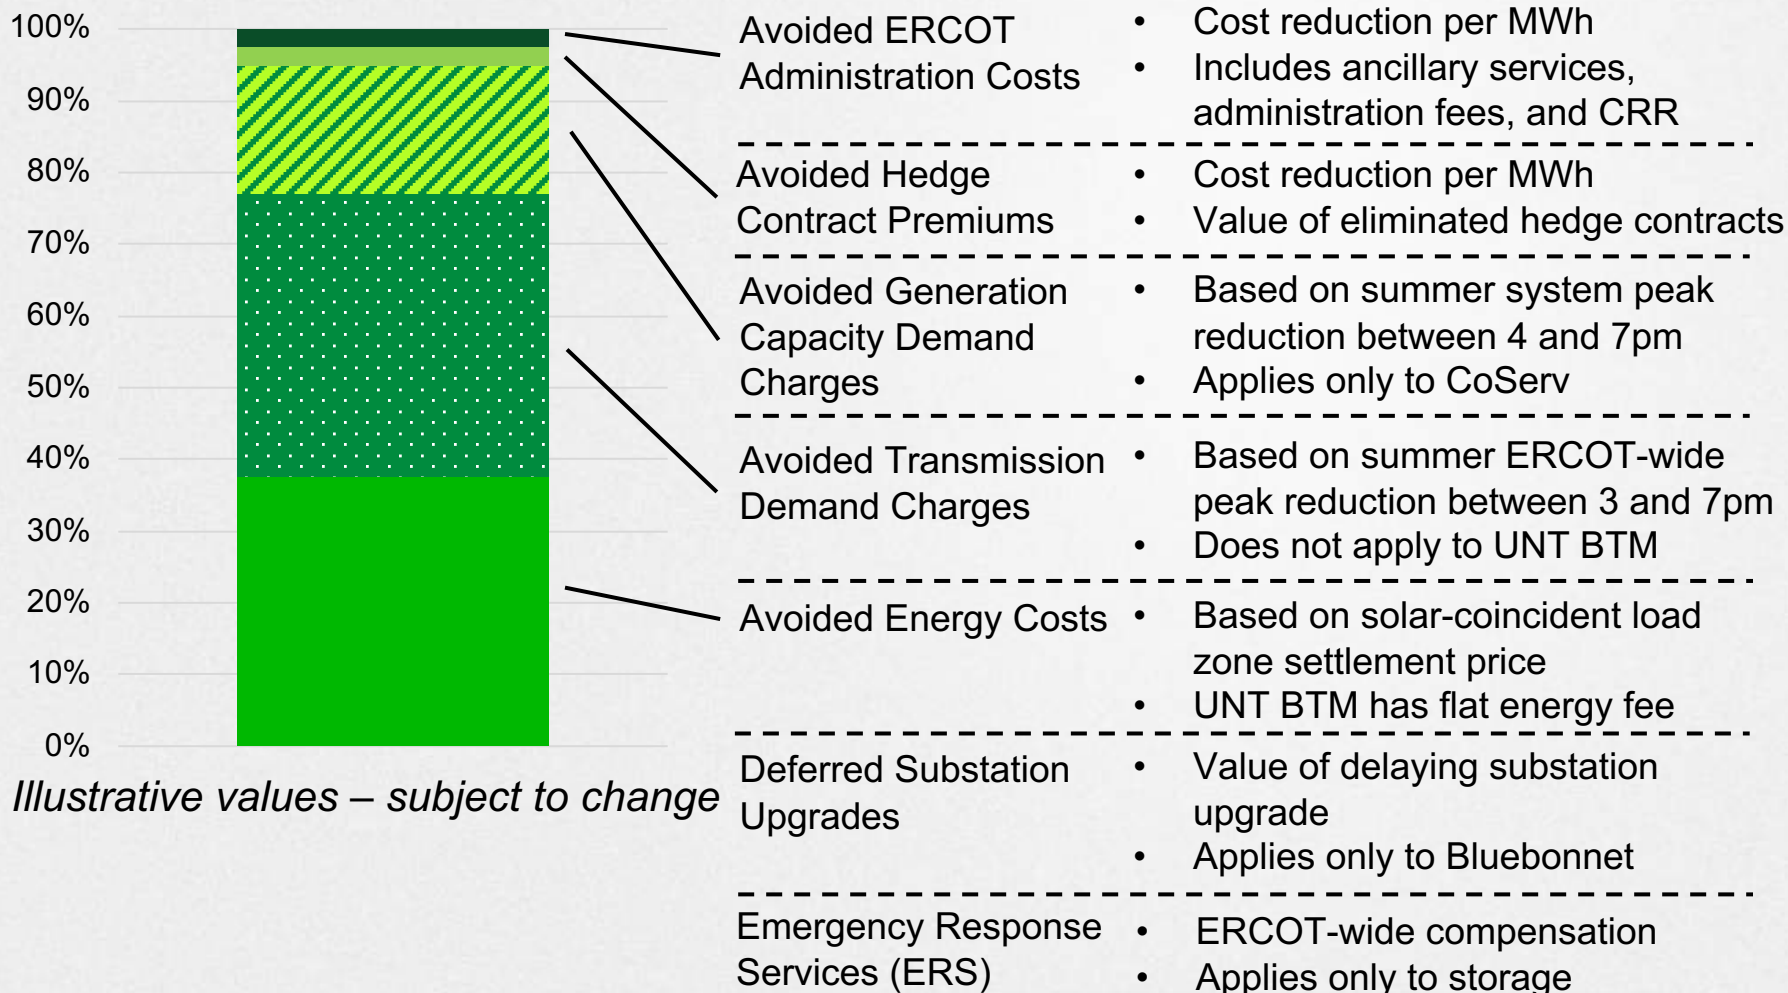 100%
90%
80%
70%
60%
50%
40%
30%
20%
10%
0%
Illustrative values – subject to change
Avoided ERCOT
Administration Costs
• Cost reduction per MWh
• Includes ancillary services,
administration fees, and CRR
Avoided Hedge
Contract Premiums
• Cost reduction per MWh
• Value of eliminated hedge contracts
Avoided Generation
Capacity Demand
Charges
• Based on summer system peak
reduction between 4 and 7pm
• Applies only to CoServ
Avoided Transmission
Demand Charges
• Based on summer ERCOT-wide
peak reduction between 3 and 7pm
• Does not apply to UNT BTM
Avoided Energy Costs
• Based on solar-coincident load
zone settlement price
• UNT BTM has flat energy fee
Deferred Substation
Upgrades
• Value of delaying substation
upgrade
• Applies only to Bluebonnet
Emergency Response
Services (ERS)
• ERCOT-wide compensation
• Applies only to storage